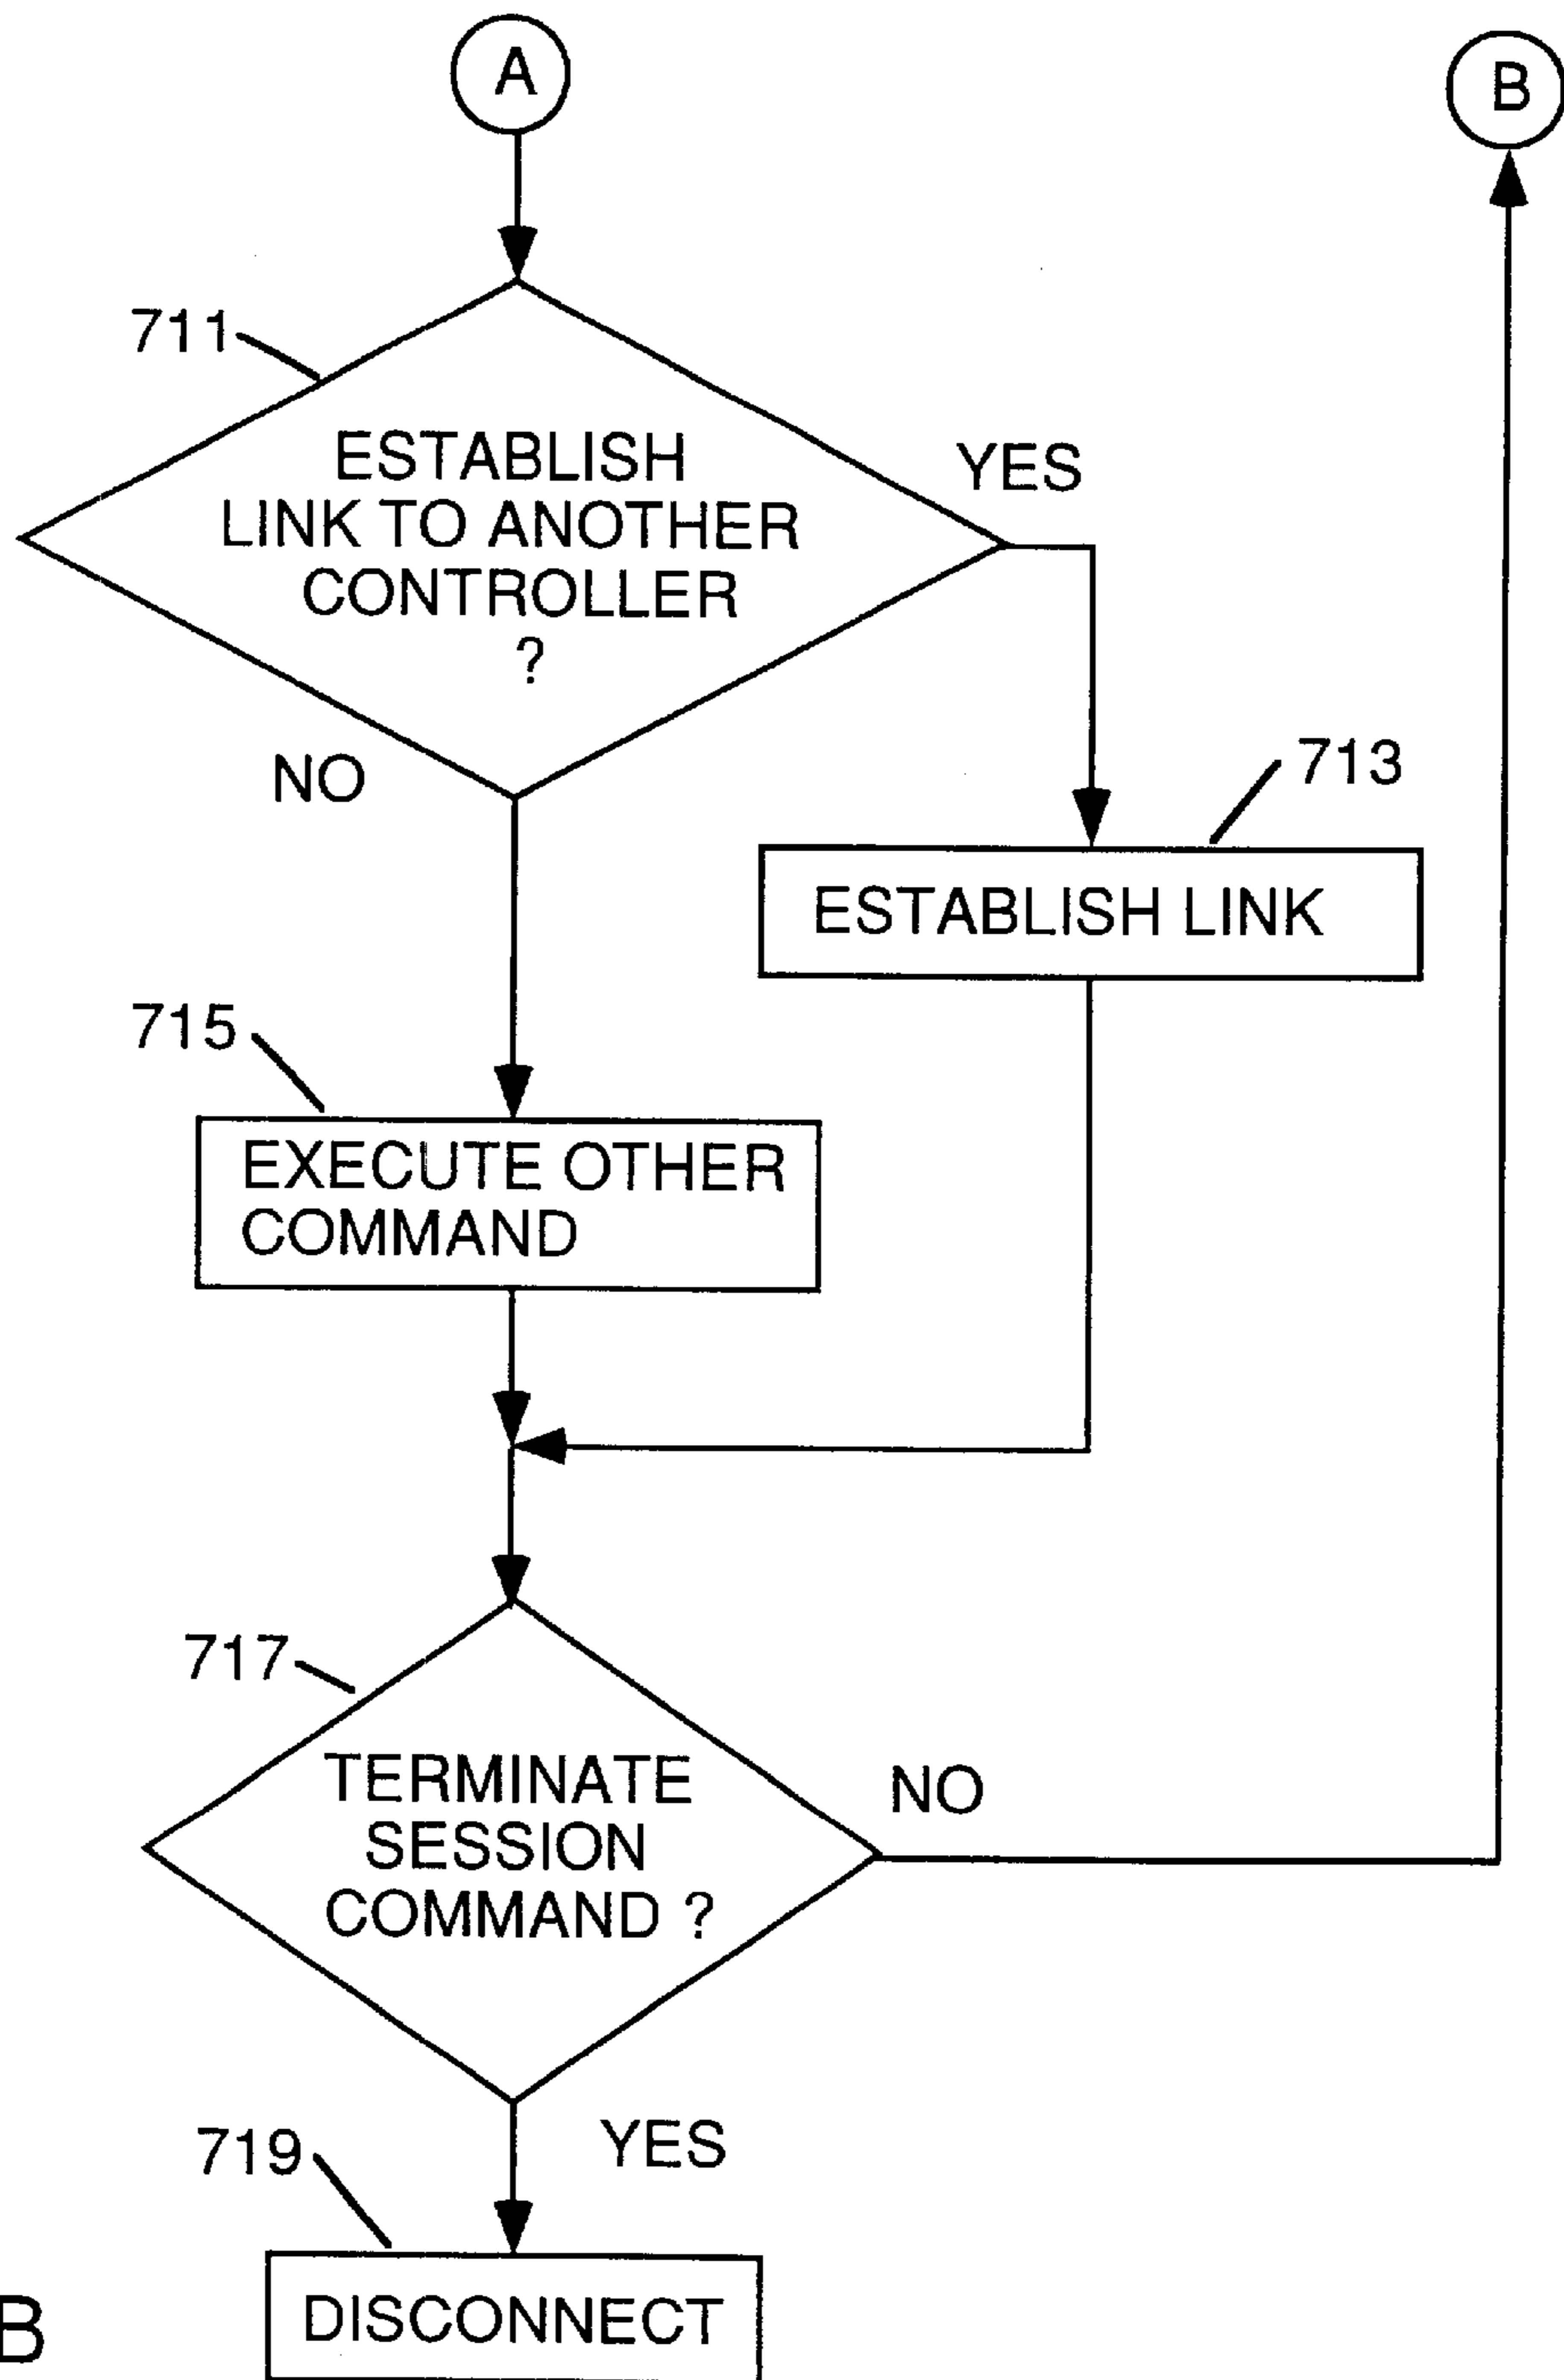 A
B
711
ESTABLISH
LINK TO ANOTHER
CONTROLLER
?
YES
NO
713
ESTABLISH LINK
715
EXECUTE OTHER
COMMAND
717
TERMINATE
SESSION
COMMAND ?
NO
719
YES
DISCONNECT
B